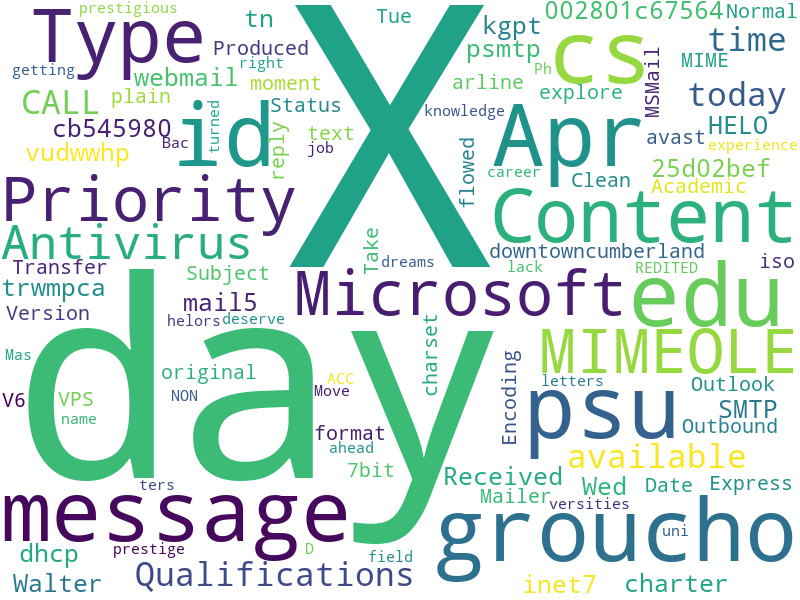 prestigious
Type
tn
Tue
kgpt
002801c67564
Normal
Produced
psmtp
cs
time
getting
right
webmail
moment
MIME
arline
Ph
explore
MSMail
today
CALL
plain
id
turned
Status
X
knowledge
Apr
HELO
cb545980
text
avast
experience
vudwwhp
Bac
reply
job
flowed
career
Clean
25d02bef
Academic
Priority
Content
Antivirus
Take
downtowncumberland
Transfer
Subject
dreams
lack
REDITED
iso
trwmpca
mail5
Microsoft
edu
Version
helors
deserve
day
charset
MIMEOLE
Mas
original
ACC
Encoding
letters
Outlook
V6
VPS
NON
Move
psu
SMTP
name
format
Outbound
ahead
available
7bit
Received
ters
message
Mailer
Wed
Date
Express
versities
groucho
uni
dhcp
prestige
D
field
Walter
Qualifications
inet7
charter